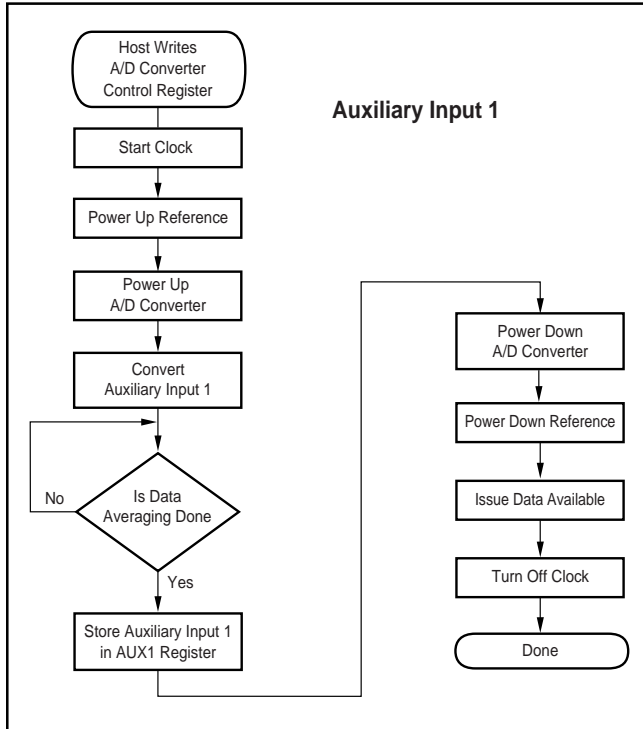 Host Writes
A/D Converter
Control Register
Auxiliary Input 1
Start Clock
Power Up Reference
Power Up
A/D Converter
Convert
Auxiliary Input 1
No
Is Data
Averaging Done
Yes
Store Auxiliary Input 1
in AUX1 Register
Power Down
A/D Converter
Power Down Reference
Issue Data Available
Turn Off Clock
Done